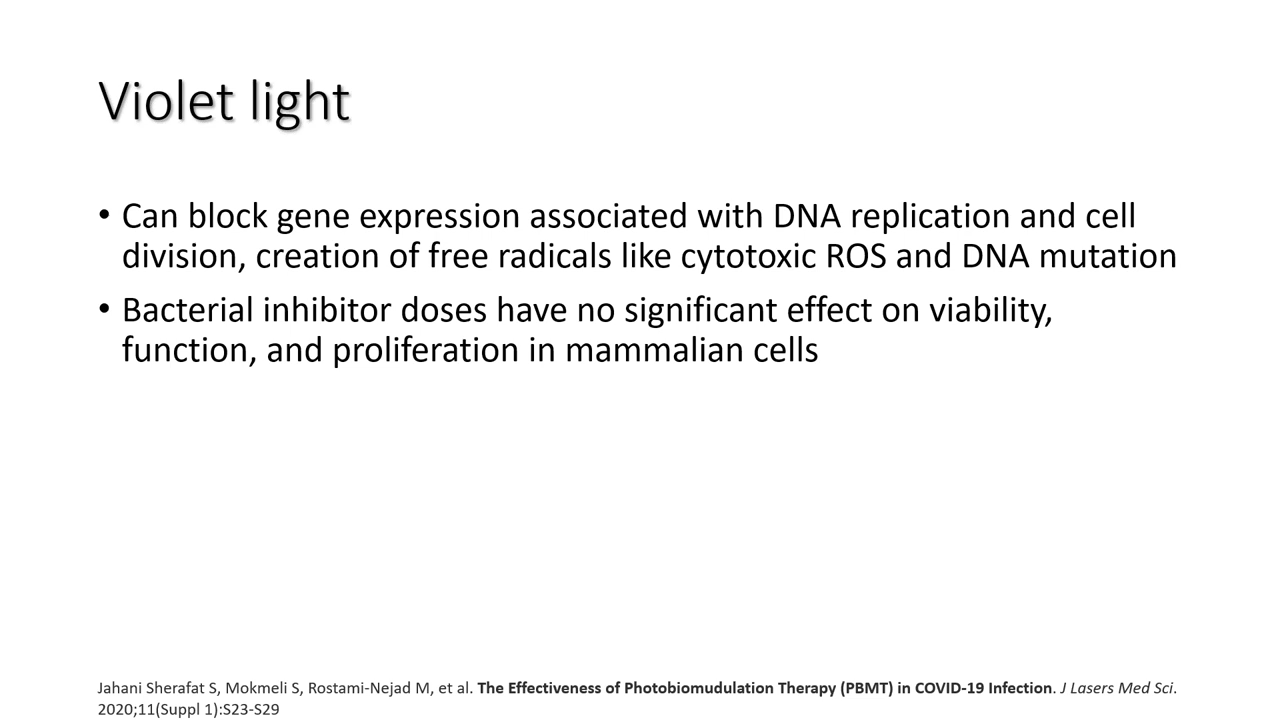 Violet light
• Can block gene expression associated with DNA replication and cell
division, creation of free radicals like cytotoxic ROS and DNA mutation
• Bacterial inhibitor doses have no significant effect on viability,
function, and proliferation in mammalian cells
Jahani Sherafat S, Mokmeli S, Rostami-Nejad M, et al. The Effectiveness of Photobiomudulation Therapy (PBMT) in COVID-19 Infection. J Lasers Med Sci.
2020;11(Suppl 1):S23-S29